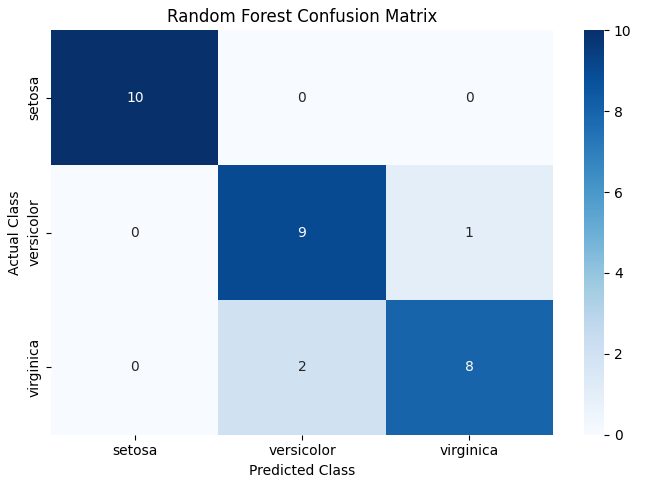 Random Forest Confusion Matrix
Actual Class
setosa
versicolor
virginica
10 0 0
0 9 1
0 2 8
setosa versicolor virginica
Predicted Class
10
8
6
4
2
0